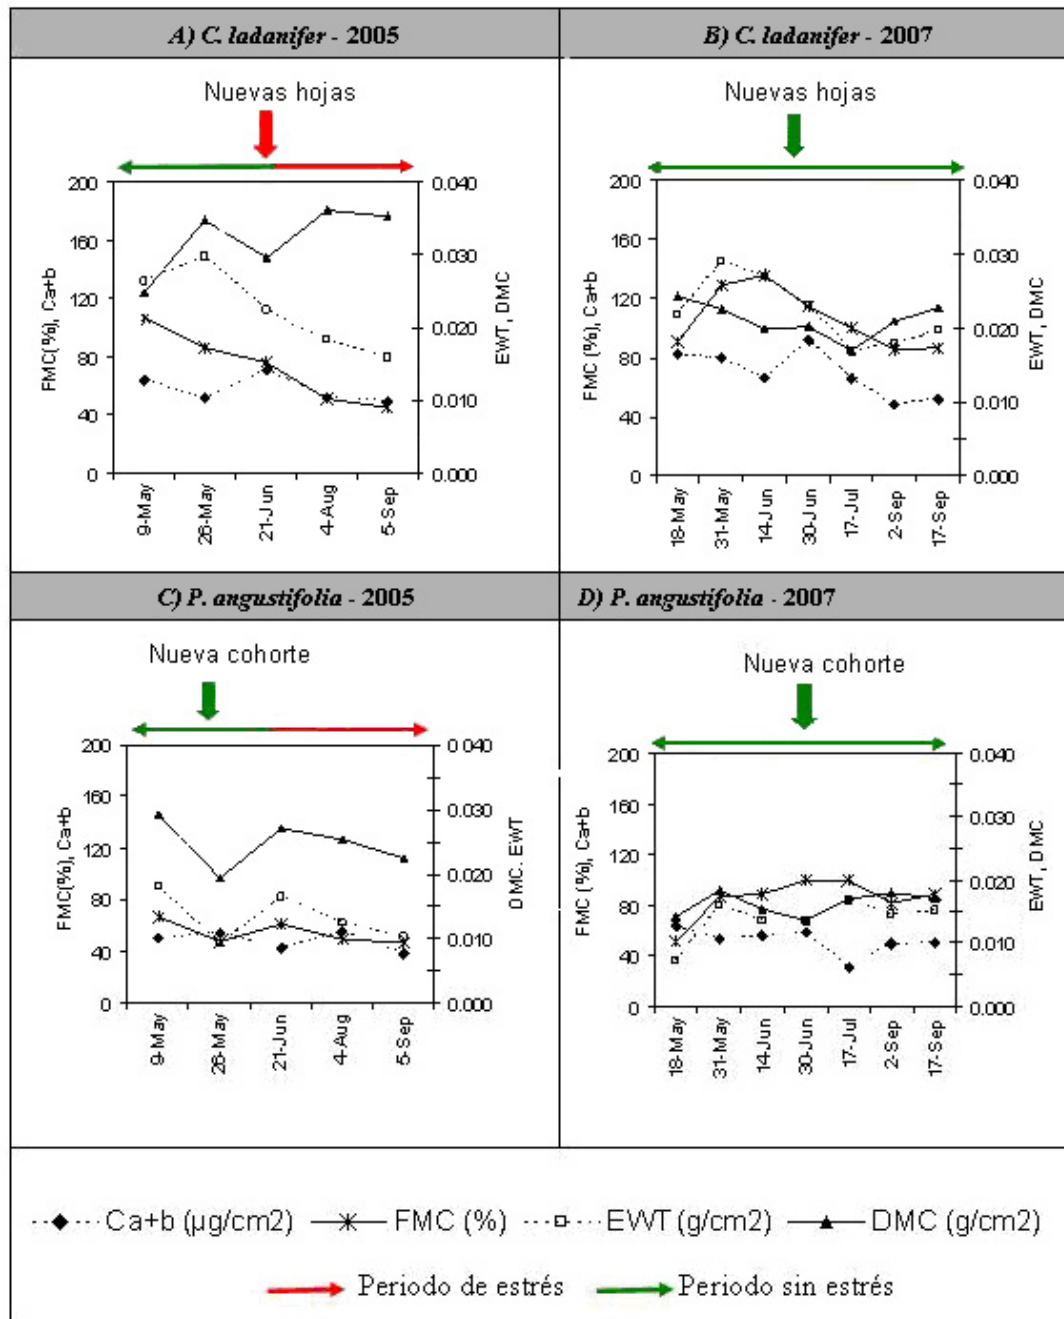 A) C. ladanifer - 2005
B) C. ladanifer - 2007
Nuevas hojas
Nuevas hojas
FMC(%), Ca+b
200
160
120
80
40
0
0.040
0.030
0.020
0.010
0.000
EWT, DMC
9-May
26-May
21-Jun
4-Aug
5-Sep
FMC (%), Ca+b
200
160
120
80
40
0
0.040
0.030
0.020
0.010
0.000
EWT, DMC
18-May
31-May
14-Jun
30-Jun
17-Jul
2-Sep
17-Sep
C) P. angustifolia - 2005
D) P. angustifolia - 2007
Nueva cohorte
Nueva cohorte
FMC(%), Ca+b
200
160
120
80
40
0
0.040
0.030
0.020
0.010
0.000
DMC. EWT
9-May
26-May
21-Jun
4-Aug
5-Sep
FMC (%), Ca+b
200
160
120
80
40
0
0.040
0.030
0.020
0.010
0.000
EWT, DMC
18-May
31-May
14-Jun
30-Jun
17-Jul
2-Sep
17-Sep
Ca+b (µg/cm2) FMC (%) EWT (g/cm2) DMC (g/cm2)
Periodo de estrés Periodo sin estrés